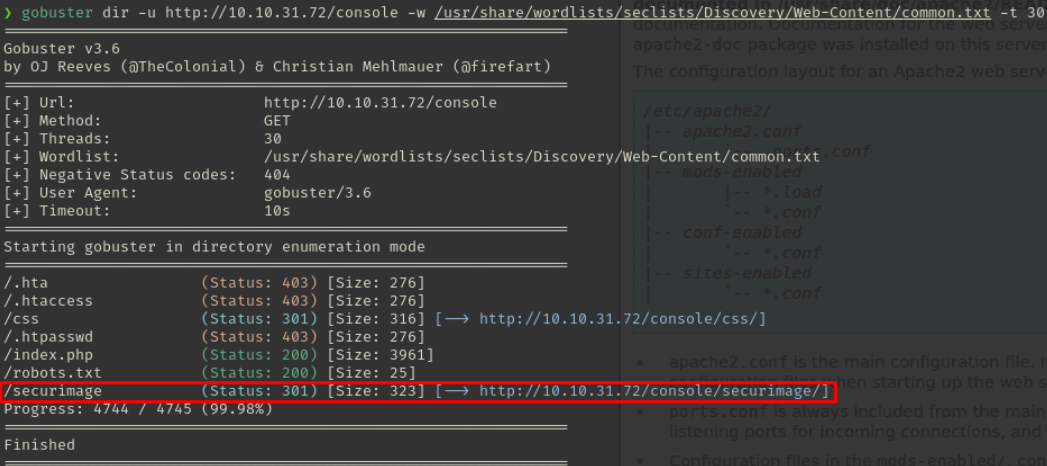 ❯ gobuster dir -u http://10.10.31.72/console -w /usr/share/wordlists/seclists/Discovery/Web-Content/common.txt -t 30
Gobuster v3.6
by OJ Reeves (@TheColonial) & Christian Mehlmauer (@firefart)
[+] Url: http://10.10.31.72/console
[+] Method: GET
[+] Threads: 30
[+] Wordlist: /usr/share/wordlists/seclists/Discovery/Web-Content/common.txt
[+] Negative Status codes: 404
[+] User Agent: gobuster/3.6
[+] Timeout: 10s
Starting gobuster in directory enumeration mode
/.hta (Status: 403) [Size: 276]
/.htaccess (Status: 403) [Size: 276]
/css (Status: 301) [Size: 316] [--> http://10.10.31.72/console/css/]
/.htpasswd (Status: 403) [Size: 276]
/index.php (Status: 200) [Size: 3961]
/robots.txt (Status: 200) [Size: 25]
/securimage (Status: 301) [Size: 323] [--> http://10.10.31.72/console/securimage/]
Progress: 4744 / 4745 (99.98%)
Finished
documentation. Documentation for the web serve
apache2-doc package was installed on this server
The configuration layout for an Apache2 web serv
/etc/apache2/
|-- apache2.conf
| `-- ports.conf
|-- mods-enabled
| |-- *.load
| `-- *.conf
|-- conf-enabled
| `-- *.conf
|-- sites-enabled
| `-- *.conf
• apache2.conf is the main configuration file. I
configuration files when starting up the web s
• ports.conf is always included from the main
listening ports for incoming connections, and
• Configuration files in the mods-enabled/, con